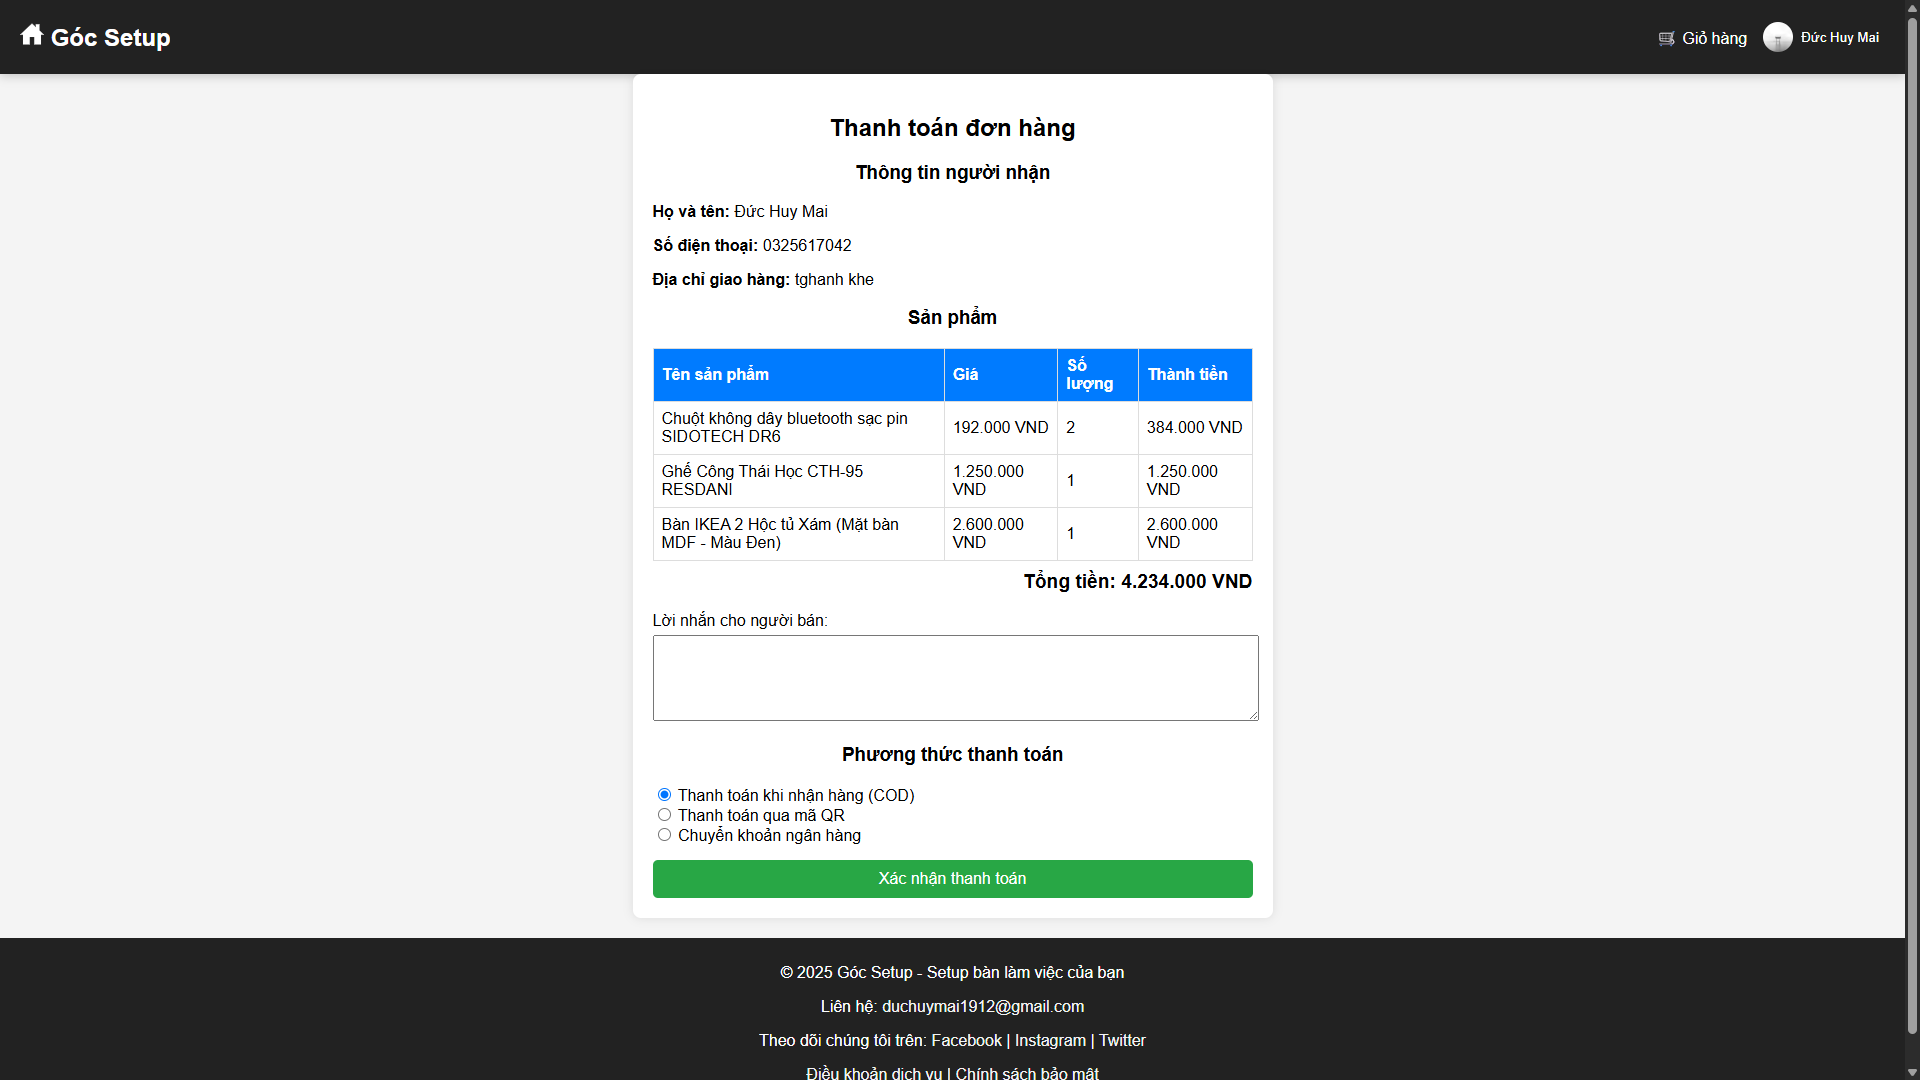 Góc Setup
Giỏ hàng
Đức Huy Mai
Thanh toán đơn hàng
Thông tin người nhận
Họ và tên: Đức Huy Mai
Số điện thoại: 0325617042
Địa chỉ giao hàng: tghanh khe
Sản phẩm
Tên sản phẩm Giá Số lượng Thành tiền
Chuột không dây bluetooth sạc pin SIDOTECH DR6 192.000 VND 2 384.000 VND
Ghế Công Thái Học CTH-95 RESDANI 1.250.000 VND 1 1.250.000 VND
Bàn IKEA 2 Hộc tủ Xám (Mặt bàn MDF - Màu Đen) 2.600.000 VND 1 2.600.000 VND
Tổng tiền: 4.234.000 VND
Lời nhắn cho người bán:
Phương thức thanh toán
Thanh toán khi nhận hàng (COD)
Thanh toán qua mã QR
Chuyển khoản ngân hàng
Xác nhận thanh toán
© 2025 Góc Setup - Setup bàn làm việc của bạn
Liên hệ: duchuymai1912@gmail.com
Theo dõi chúng tôi trên: Facebook | Instagram | Twitter
Điều khoản dịch vụ | Chính sách bảo mật